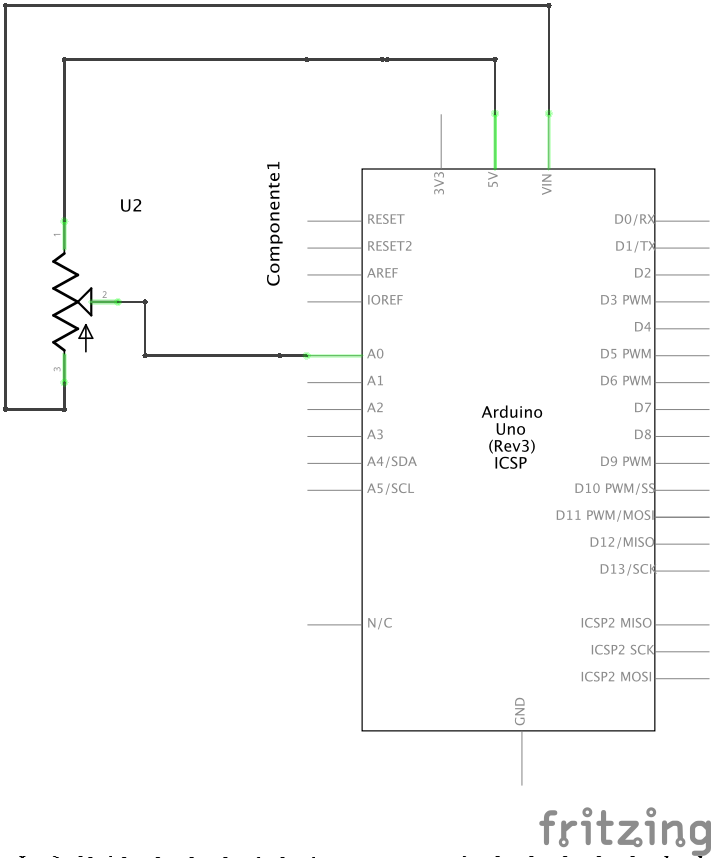 3V3
5V
VIN
U2
Componente1
1
2
3
RESET
RESET2
AREF
IOREF
A0
A1
A2
A3
A4/SDA
A5/SCL
N/C
Arduino
Uno
(Rev3)
ICSP
D0/RX
D1/TX
D2
D3 PWM
D4
D5 PWM
D6 PWM
D7
D8
D9 PWM
D10 PWM/SS
D11 PWM/MOSI
D12/MISO
D13/SCK
ICSP2 MISO
ICSP2 SCK
ICSP2 MOSI
GND
fritzing